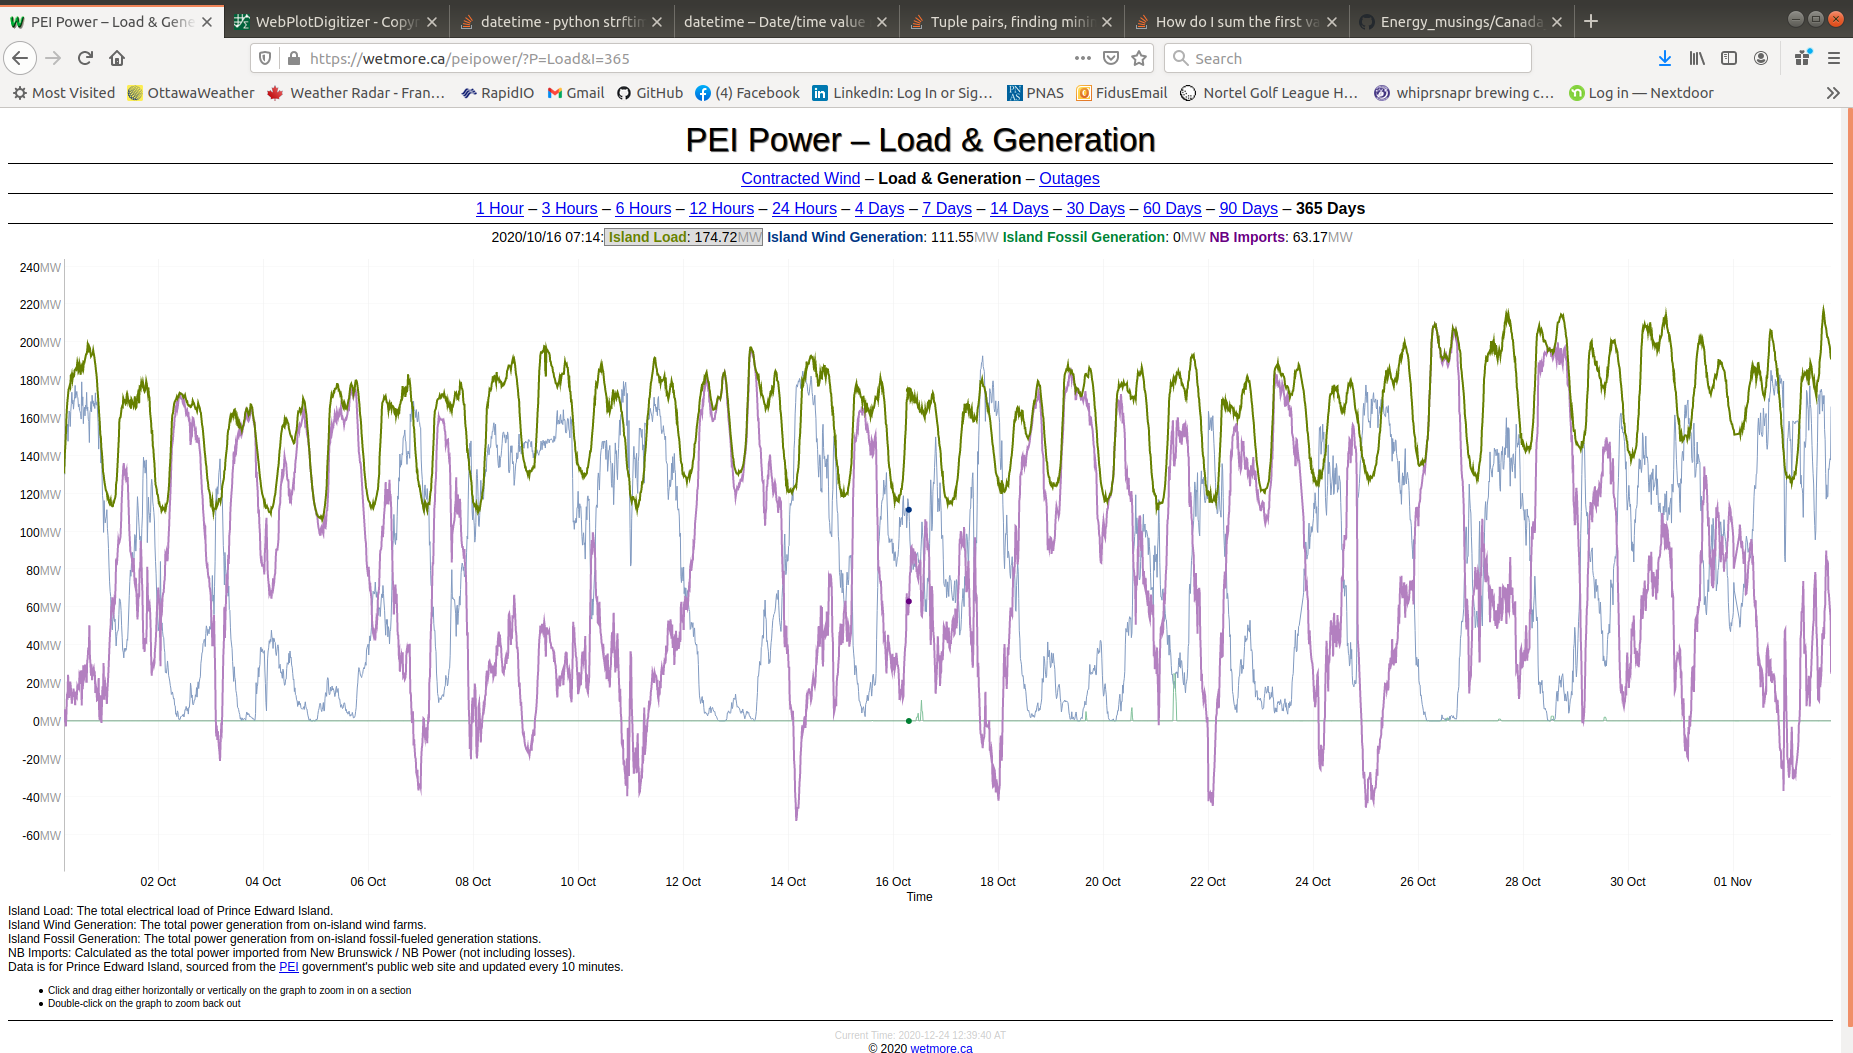 PEI Power – Load & Gene
WebPlotDigitizer - Copyr
datetime - python strftin
datetime – Date/time value
Tuple pairs, finding minin
How do I sum the first va
Energy_musings/Canada
https://wetmore.ca/peipower/?P=Load&I=365
Search
Most Visited OttawaWeather Weather Radar - Fran… RapidIO Gmail GitHub (4) Facebook LinkedIn: Log In or Sig… PNAS FidusEmail Nortel Golf League H… whiprsnapr brewing c… Log in — Nextdoor
PEI Power – Load & Generation
Contracted Wind – Load & Generation – Outages
1 Hour – 3 Hours – 6 Hours – 12 Hours – 24 Hours – 4 Days – 7 Days – 14 Days – 30 Days – 60 Days – 90 Days – 365 Days
2020/10/16 07:14: Island Load: 174.72MW Island Wind Generation: 111.55MW Island Fossil Generation: 0MW NB Imports: 63.17MW
240MW
220MW
200MW
180MW
160MW
140MW
120MW
100MW
80MW
60MW
40MW
20MW
0MW
-20MW
-40MW
-60MW
02 Oct 04 Oct 06 Oct 08 Oct 10 Oct 12 Oct 14 Oct 16 Oct 18 Oct 20 Oct 22 Oct 24 Oct 26 Oct 28 Oct 30 Oct 01 Nov
Time
Island Load: The total electrical load of Prince Edward Island.
Island Wind Generation: The total power generation from on-island wind farms.
Island Fossil Generation: The total power generation from on-island fossil-fueled generation stations.
NB Imports: Calculated as the total power imported from New Brunswick / NB Power (not including losses).
Data is for Prince Edward Island, sourced from the PEI government's public web site and updated every 10 minutes.
• Click and drag either horizontally or vertically on the graph to zoom in on a section
• Double-click on the graph to zoom back out
Current Time: 2020-12-24 12:39:40 AT
© 2020 wetmore.ca